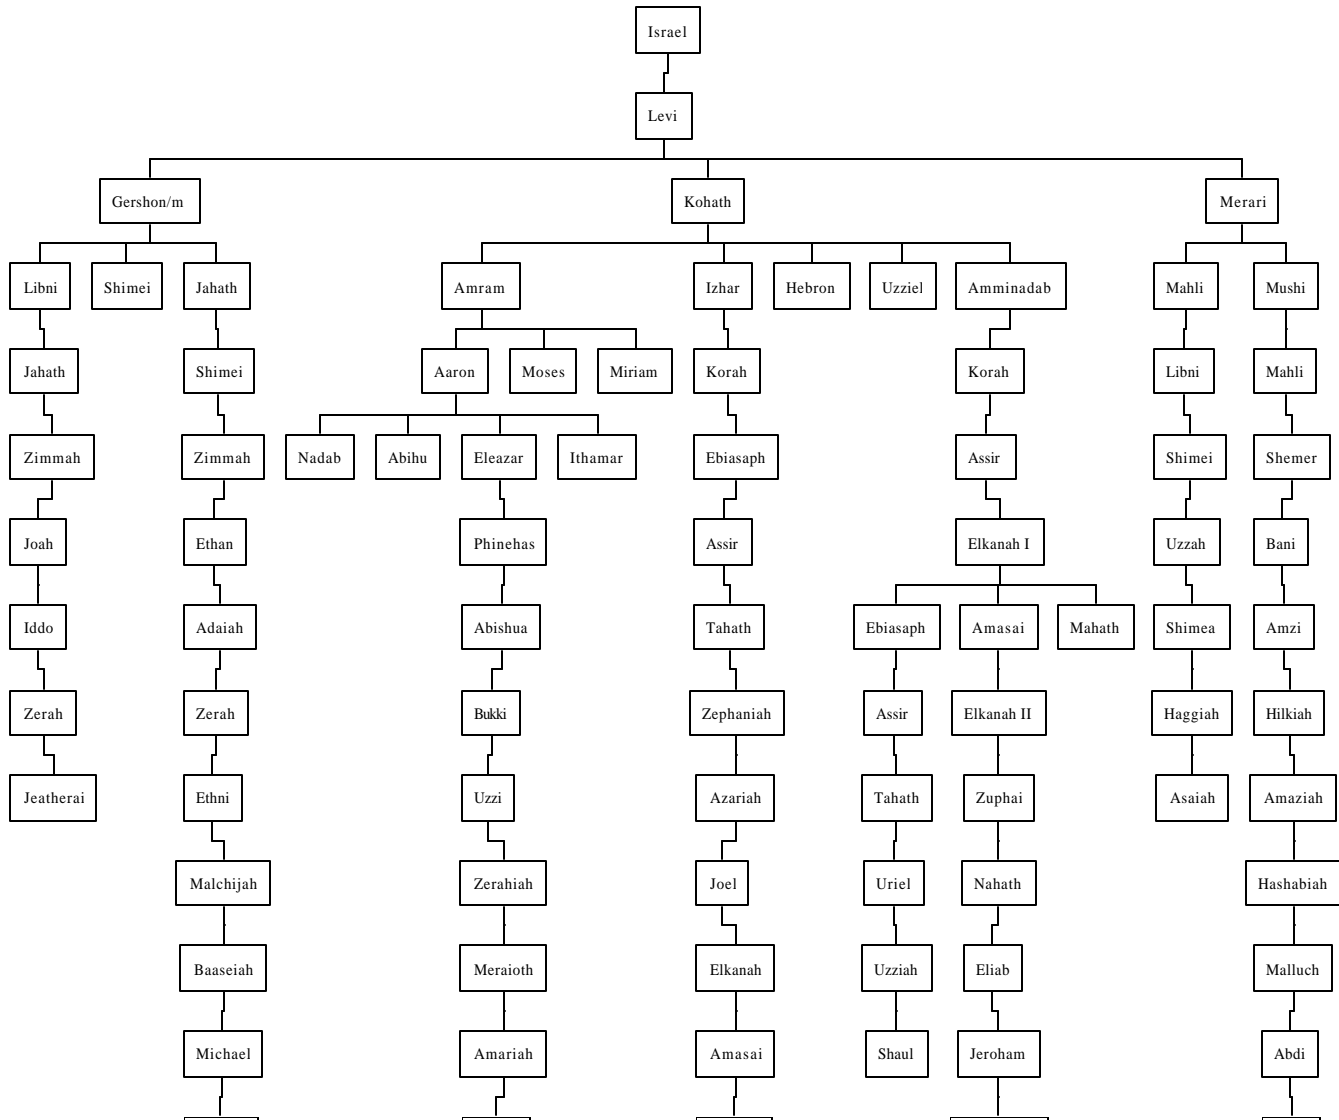 Israel
Levi
Gershon/m Kohath Merari
Libni Shimei Jahath Amram Izhar Hebron Uzziel Amminadab Mahli Mushi
Jahath Shimei Aaron Moses Miriam Korah Korah Libni Mahli
Zimmah Zimmah Nadab Abihu Eleazar Ithamar Ebiasaph Assir Shimei Shemer
Joah Ethan Phinehas Assir Elkanah I Uzzah Bani
Iddo Adaiah Abishua Tahath Ebiasaph Amasai Mahath Shimea Amzi
Zerah Zerah Bukki Zephaniah Assir Elkanah II Haggiah Hilkiah
Jeatherai Ethni Uzzi Azariah Tahath Zuphai Asaiah Amaziah
Malchijah Zerahiah Joel Uriel Nahath Hashabiah
Baaseiah Meraioth Elkanah Uzziah Eliab Malluch
Michael Amariah Amasai Shaul Jeroham Abdi